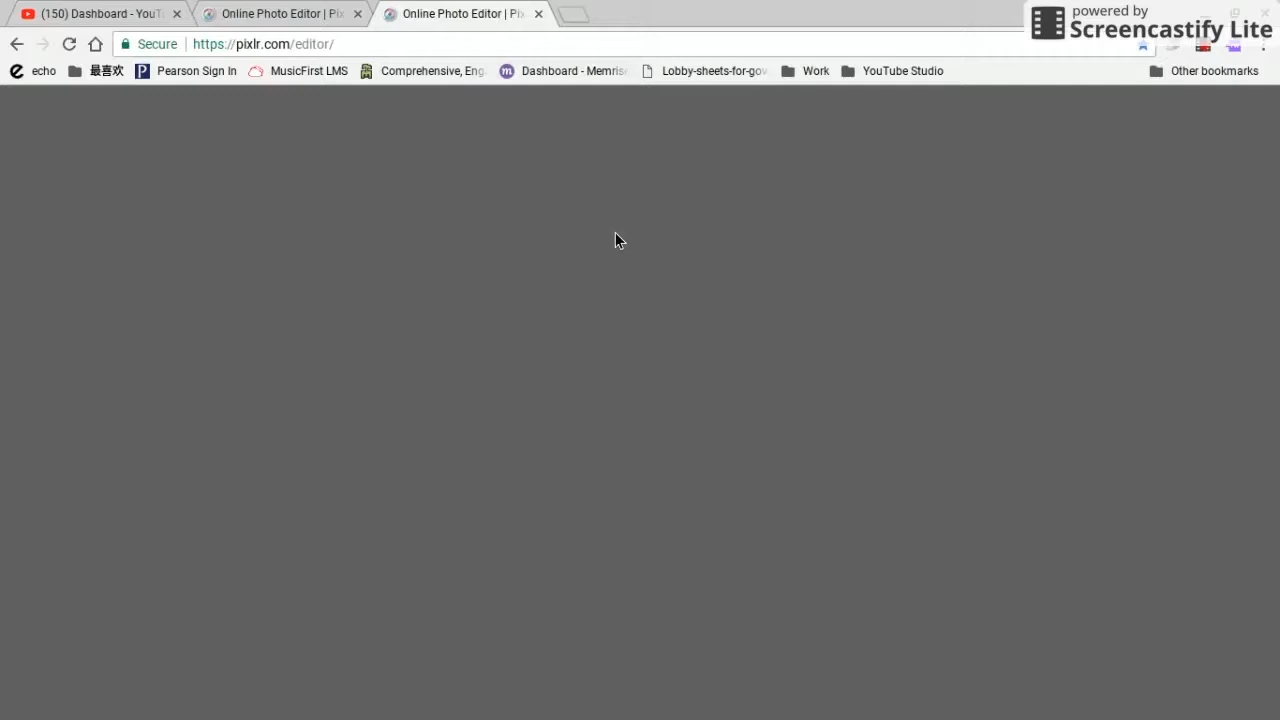 (150) Dashboard - YouT
Online Photo Editor | Pix
Online Photo Editor | Pix
powered by
Screencastify Lite
Secure
https://pixlr.com/editor/
echo
最喜欢
Pearson Sign In
MusicFirst LMS
Comprehensive, Eng
Dashboard - Memris
Lobby-sheets-for-gov
Work
YouTube Studio
Other bookmarks